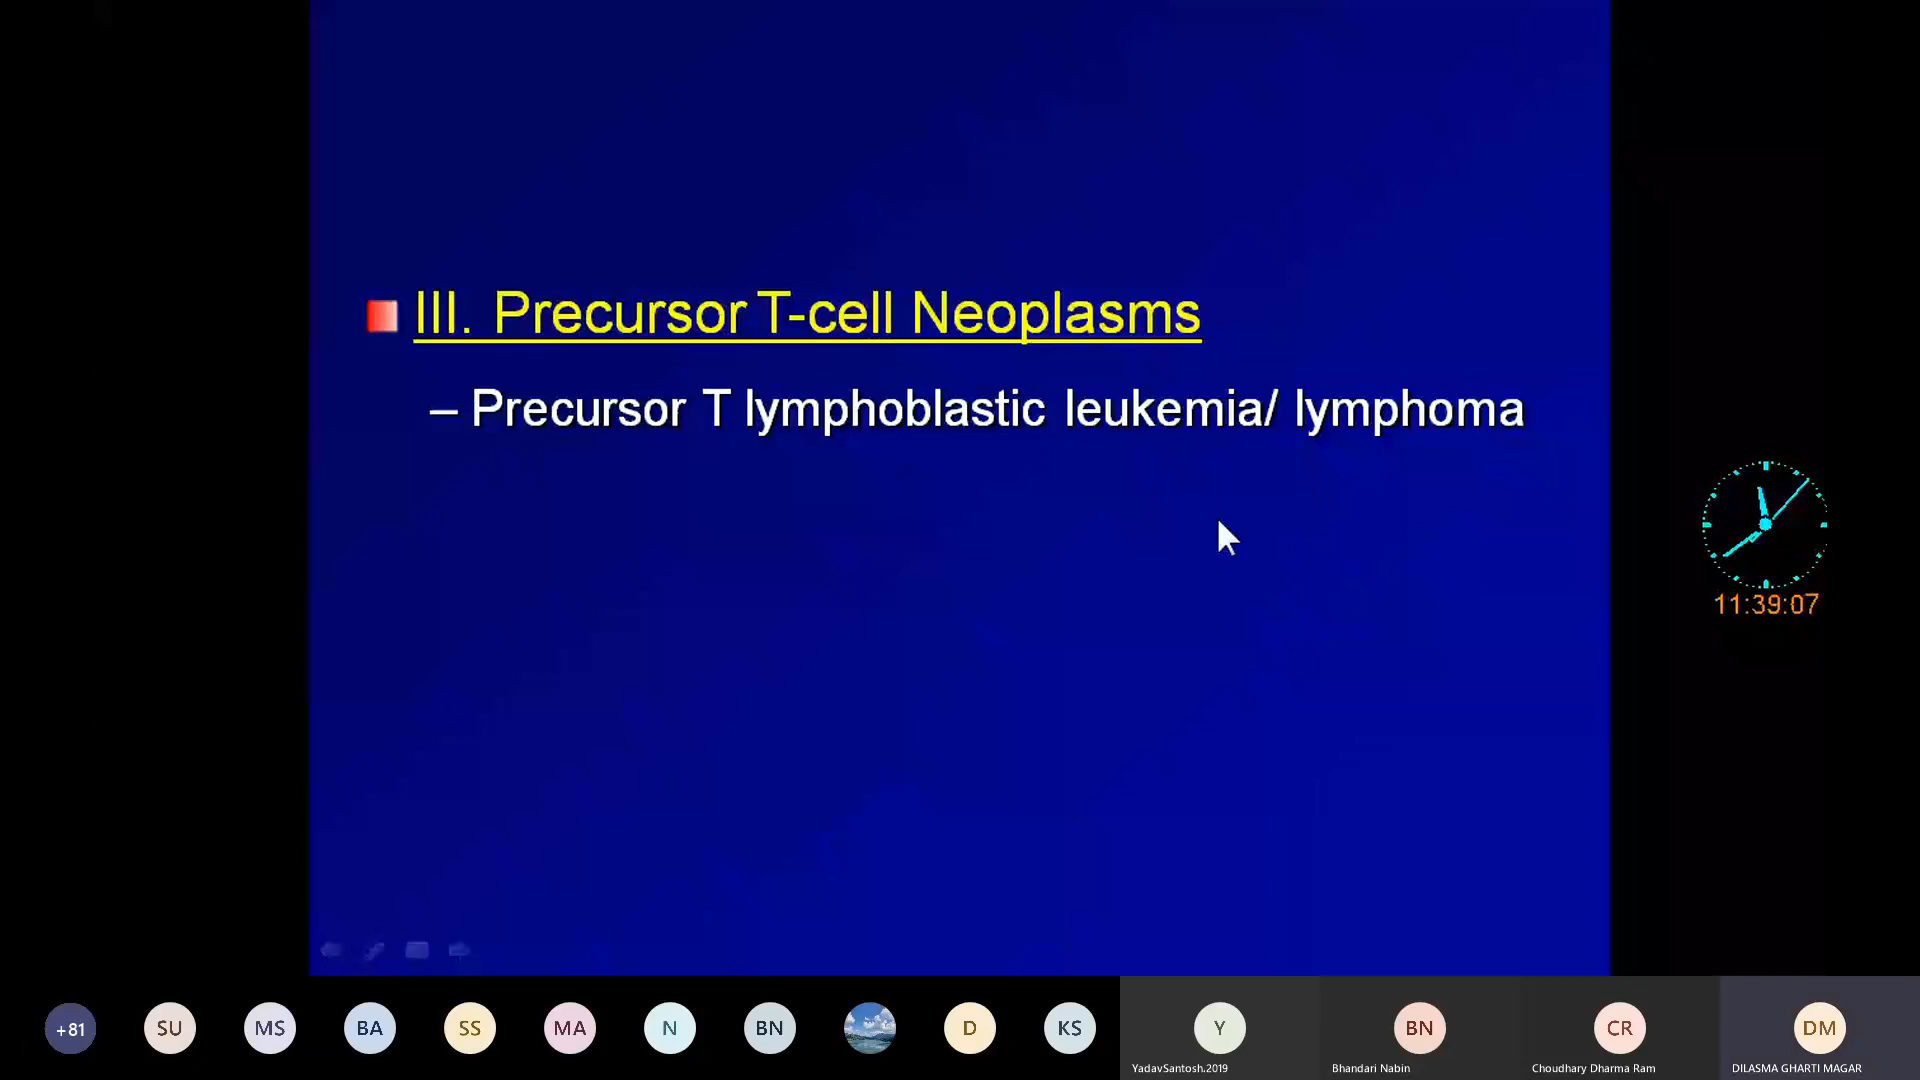 III. Precursor T-cell Neoplasms
– Precursor T lymphoblastic leukemia/ lymphoma
11:39:07
+81
SU
MS
BA
SS
MA
N
BN
D
KS
Y
BN
CR
DM
YadavSantosh.2019
Bhandari Nabin
Choudhary Dharma Ram
DILASMA GHARTI MAGAR